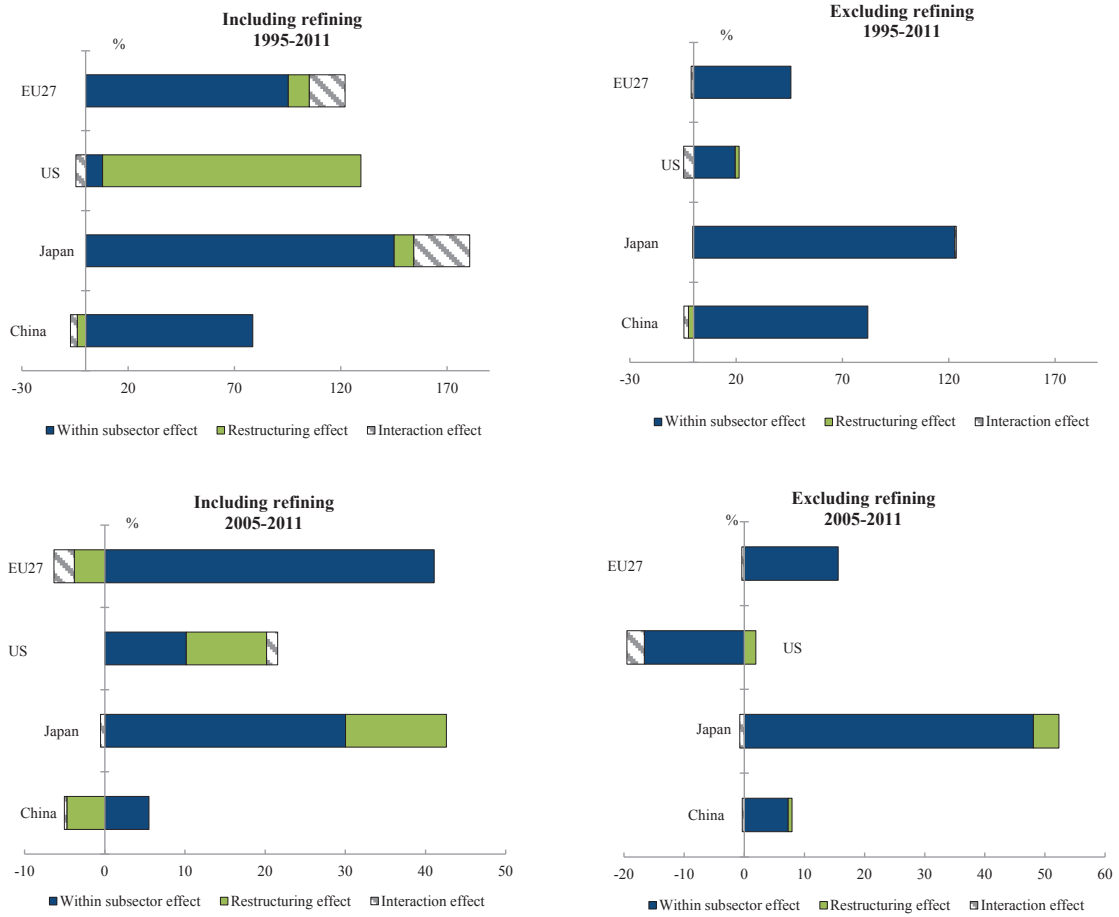 Including refining
1995-2011
%
EU27
US
Japan
China
-30 20 70 120 170
Within subsector effect Restructuring effect Interaction effect
Excluding refining
1995-2011
%
EU27
US
Japan
China
-30 20 70 120 170
Within subsector effect Restructuring effect Interaction effect
Including refining
2005-2011
%
EU27
US
Japan
China
-10 0 10 20 30 40 50
Within subsector effect Restructuring effect Interaction effect
Excluding refining
2005-2011
%
EU27
US
Japan
China
-20 -10 0 10 20 30 40 50 60
Within subsector effect Restructuring effect Interaction effect